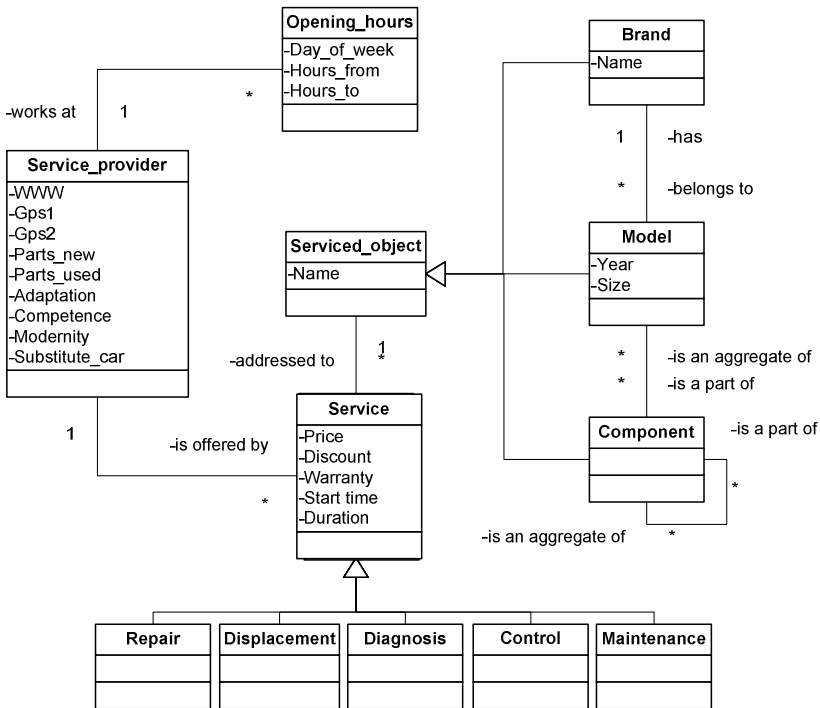 Opening_hours
-Day_of_week
-Hours_from
-Hours_to
*
-works at
1
Service_provider
-WWW
-Gps1
-Gps2
-Parts_new
-Parts_used
-Adaptation
-Competence
-Modernity
-Substitute_car
Brand
-Name
1
-has
*
-belongs to
Model
-Year
-Size
Serviced_object
-Name
-addressed to
1
*
*
-is an aggregate of
*
-is a part of
Component
-is a part of
*
-is an aggregate of
*
1
-is offered by
*
Service
-Price
-Discount
-Warranty
-Start time
-Duration
Repair
Displacement
Diagnosis
Control
Maintenance